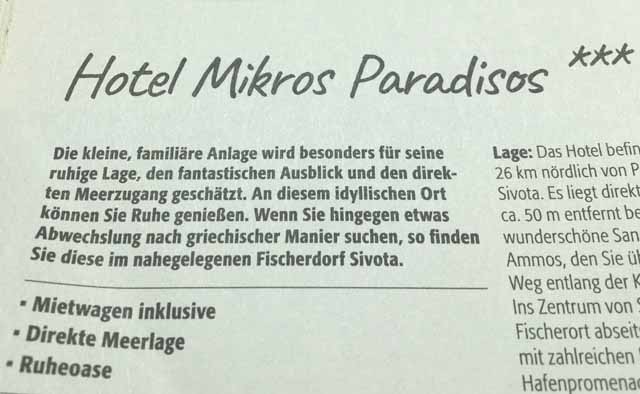 Hotel Mikros Paradisos ***
Die kleine, familiäre Anlage wird besonders für seine
ruhige Lage, den fantastischen Ausblick und den direk-
ten Meerzugang geschätzt. An diesem idyllischen Ort
können Sie Ruhe genießen. Wenn Sie hingegen etwas
Abwechslung nach griechischer Manier suchen, so finden
Sie diese im nahegelegenen Fischerdorf Sivota.
▪ Mietwagen inklusive
▪ Direkte Meerlage
▪ Ruheoase
Lage: Das Hotel befin
26 km nördlich von P
Sivota. Es liegt direkt
ca. 50 m entfernt be
wunderschöne San
Ammos, den Sie üb
Weg entlang der K
Ins Zentrum von S
Fischerort abseits
mit zahlreichen
Hafenpromenad